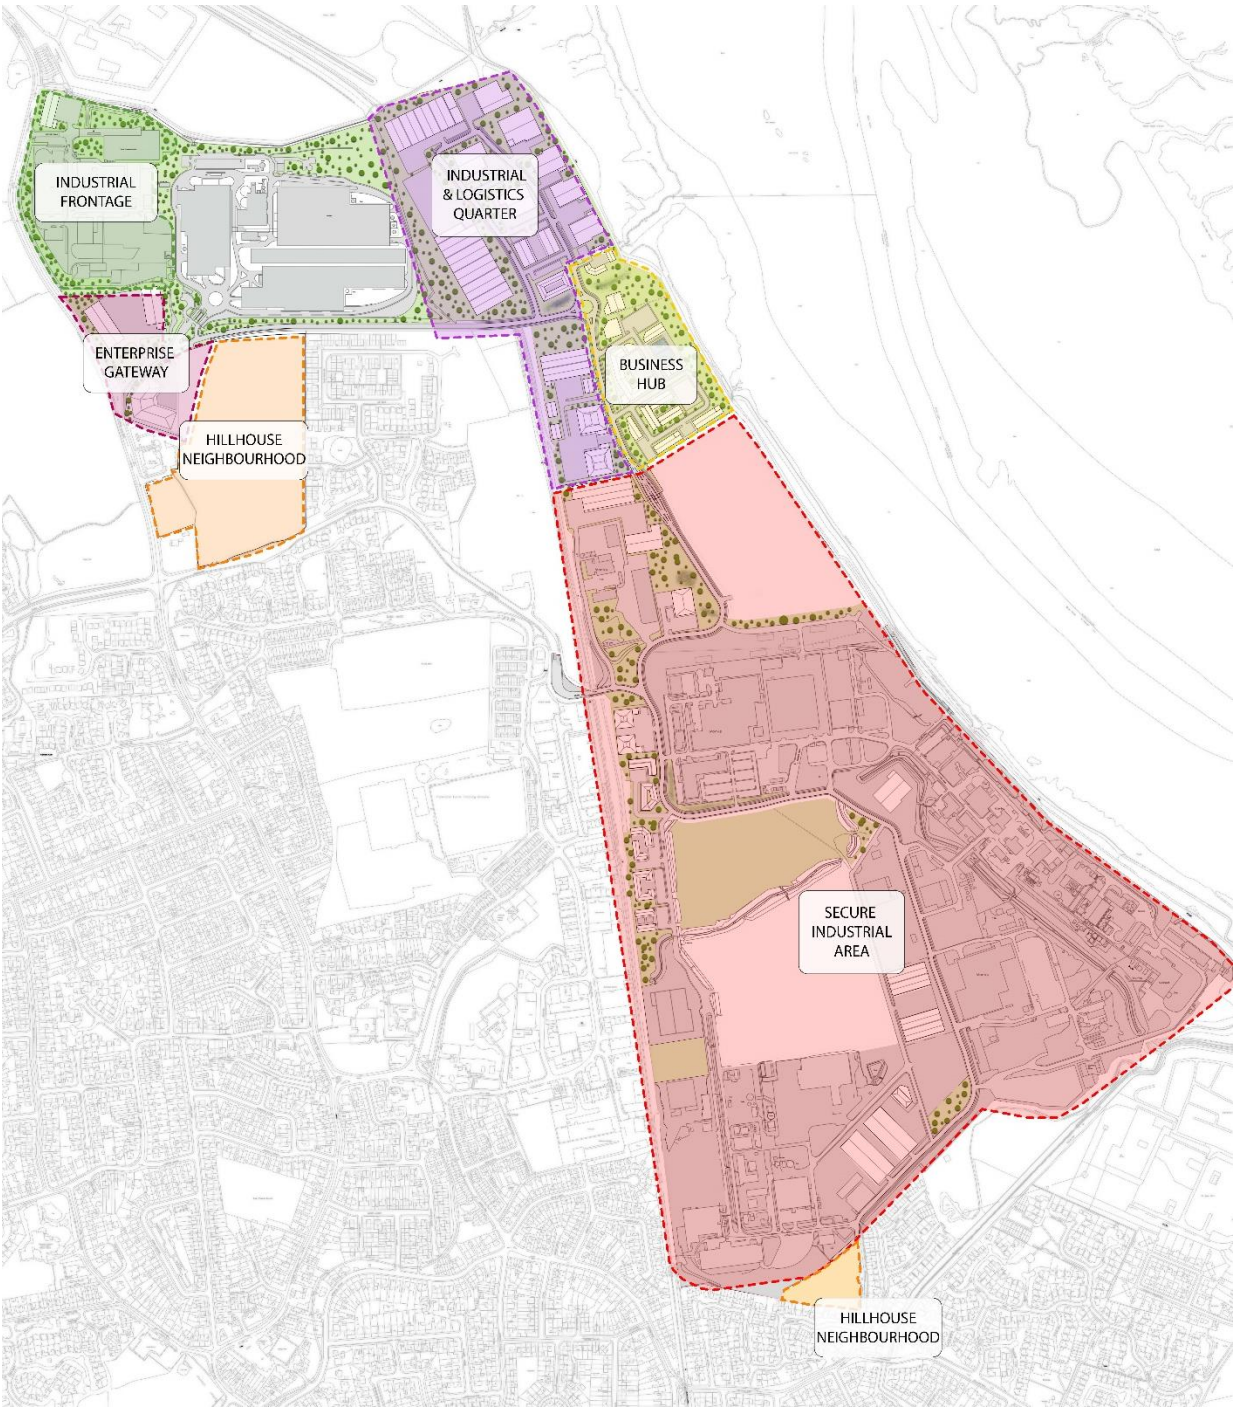 INDUSTRIAL
FRONTAGE
INDUSTRIAL
& LOGISTICS
QUARTER
ENTERPRISE
GATEWAY
BUSINESS
HUB
HILLHOUSE
NEIGHBOURHOOD
SECURE
INDUSTRIAL
AREA
HILLHOUSE
NEIGHBOURHOOD